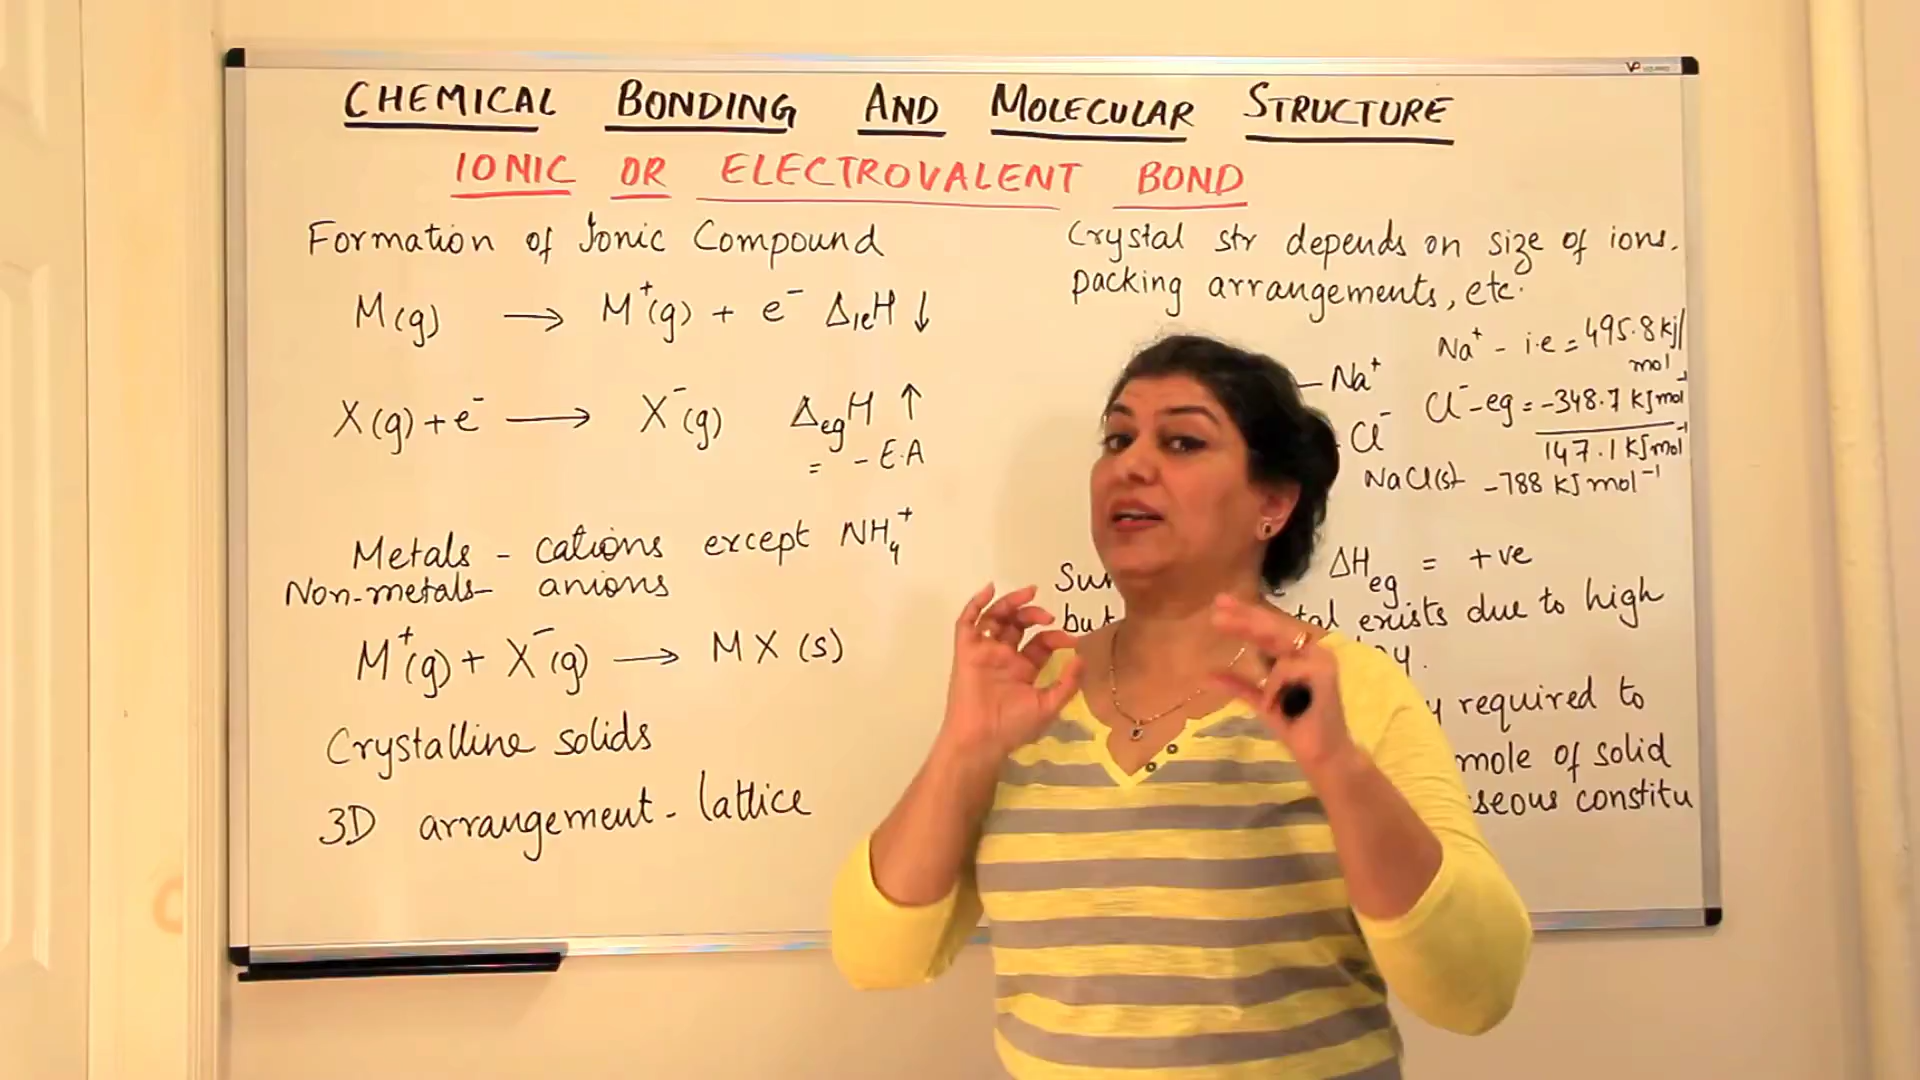 CHEMICAL BONDING AND MOLECULAR STRUCTURE
IONIC OR ELECTROVALENT BOND
Formation of Ionic Compound
M(g) → M⁺(g) + e⁻ ΔieH ↓
X(g) + e⁻ → X⁻(g) ΔegH ↑
= - E.A
Metals - cations except NH₄⁺
Non-metals- anions
M⁺(g) + X⁻(g) → MX (s)
Crystalline solids
3D arrangement - lattice
Crystal str depends on size of ions.
packing arrangements, etc.
Na⁺ - i.e = 495.8 kj/
mol
- Na⁺
Cl⁻ - eg = -348.7 KJ mol⁻¹
- Cl⁻
147.1 KJ mol⁻¹
NaCl(s) - 788 KJ mol⁻¹
ΔHeg = +ve
but exists due to high
required to
mole of solid
seous constitu